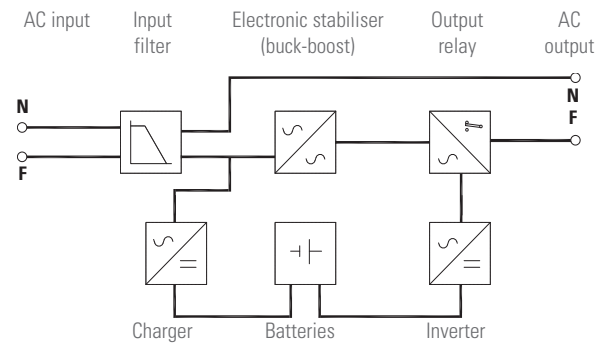 AC input
Input
filter
Electronic stabiliser
(buck-boost)
Output
relay
AC
output
N
F
N
F
Charger
Batteries
Inverter